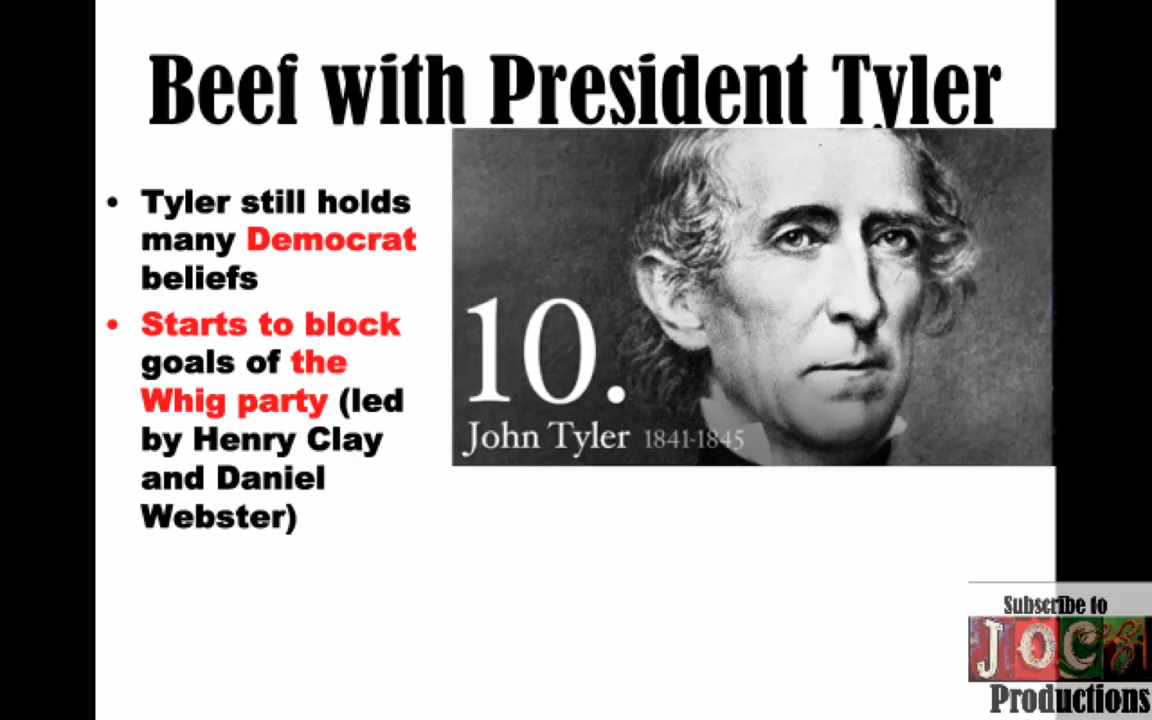 Beef with President Tyler
• Tyler still holds
many Democrat
beliefs
• Starts to block
goals of the
Whig party (led
by Henry Clay
and Daniel
Webster)
10.
John Tyler 1841-1845
Subscribe to
JOCZ
Productions